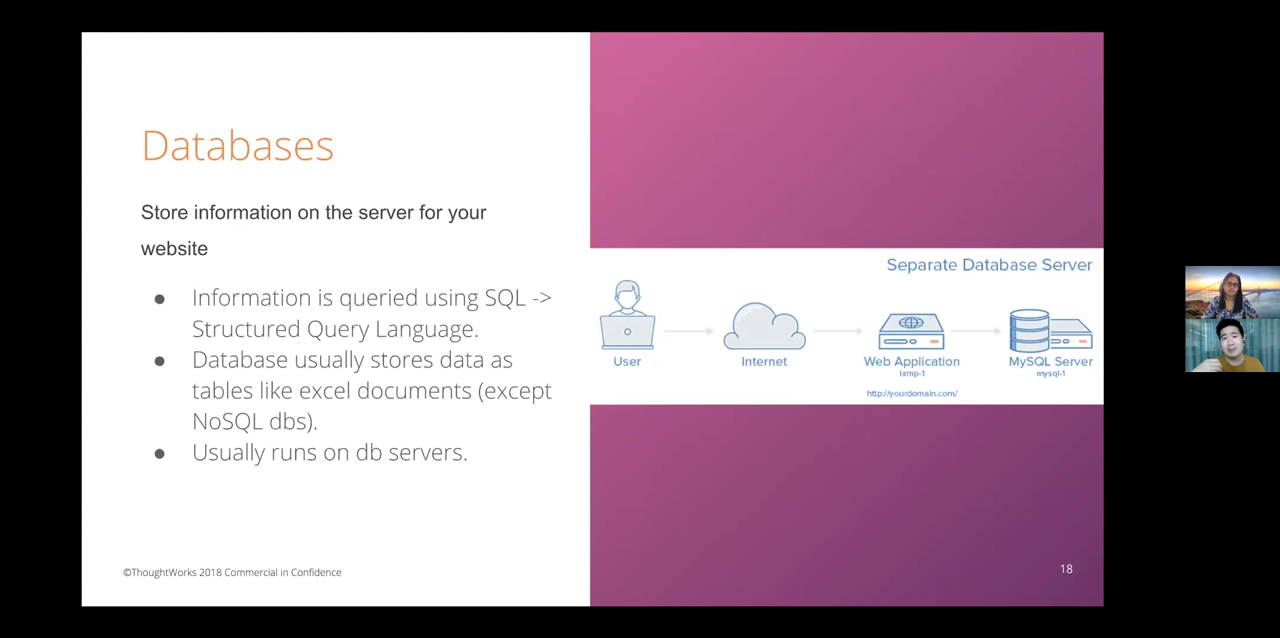 Databases
Store information on the server for your
website
● Information is queried using SQL ->
Structured Query Language.
● Database usually stores data as
tables like excel documents (except
NoSQL dbs).
● Usually runs on db servers.
©ThoughtWorks 2018 Commercial in Confidence
Separate Database Server
User
Internet
Web Application
lamp-1
http://yourdomain.com/
MySQL Server
mysql-1
18